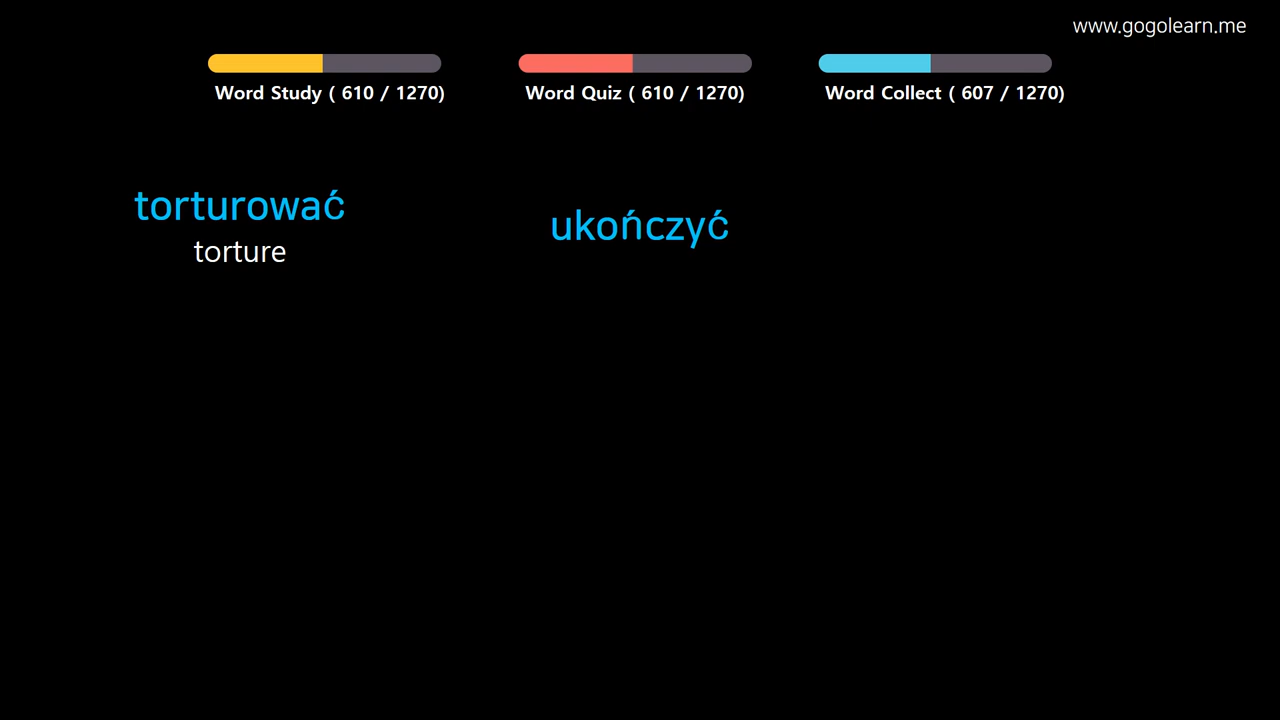 www.gogolearn.me
Word Study ( 610 / 1270)
Word Quiz ( 610 / 1270)
Word Collect ( 607 / 1270)
torturować
torture
ukończyć